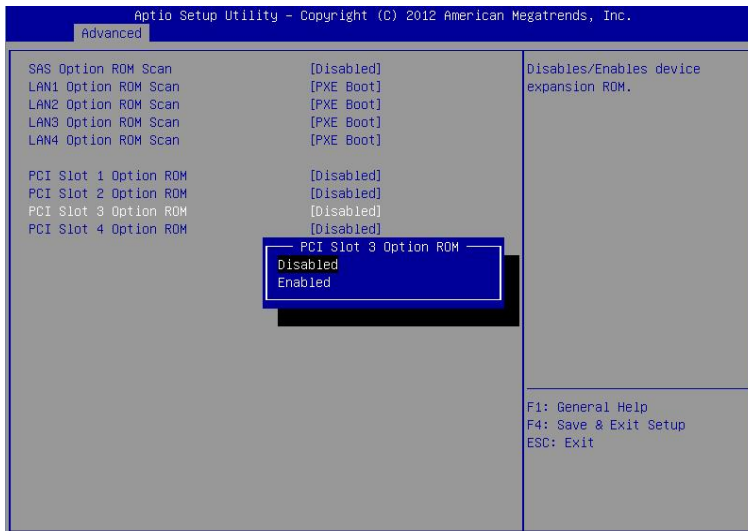 Aptio Setup Utility – Copyright (C) 2012 American Megatrends, Inc.
Advanced
SAS Option ROM Scan [Disabled]
LAN1 Option ROM Scan [PXE Boot]
LAN2 Option ROM Scan [PXE Boot]
LAN3 Option ROM Scan [PXE Boot]
LAN4 Option ROM Scan [PXE Boot]
PCI Slot 1 Option ROM [Disabled]
PCI Slot 2 Option ROM [Disabled]
PCI Slot 3 Option ROM [Disabled]
PCI Slot 4 Option ROM [Disabled]
PCI Slot 3 Option ROM
Disabled
Enabled
Disables/Enables device
expansion ROM.
F1: General Help
F4: Save & Exit Setup
ESC: Exit